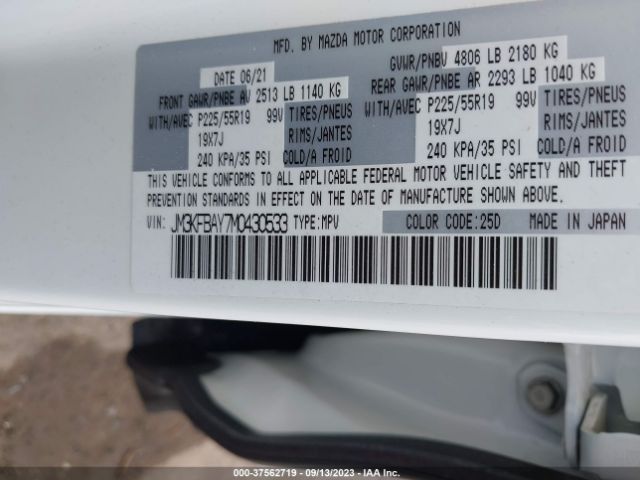 MFD. BY MAZDA MOTOR CORPORATION
DATE 06/21 GVWR/PNBV 4806 LB 2180 KG
FRONT GAWR/PNBE AV 2513 LB 1140 KG REAR GAWR/PNBE AR 2293 LB 1040 KG
WITH/AVEC P225/55R19 99V TIRES/PNEUS WITH/AVEC P225/55R19 99V TIRES/PNEUS
19X7J RIMS/JANTES 19X7J RIMS/JANTES
240 KPA/35 PSI COLD/A FROID 240 KPA/35 PSI COLD/A FROID
THIS VEHICLE CONFORMS TO ALL APPLICABLE FEDERAL MOTOR VEHICLE SAFETY AND THEFT
PREVENTION STANDARDS IN EFFECT ON THE DATE OF MANUFACTURE SHOWN ABOVE.
VIN: JM3KFBAY7M0430533 TYPE:MPV COLOR CODE:25D MADE IN JAPAN
000-37562719 - 09/13/2023 - IAA Inc.